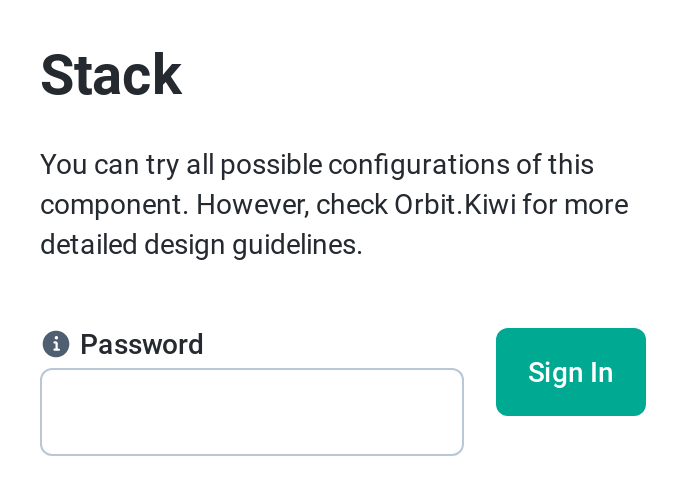 Stack
You can try all possible configurations of this
component. However, check Orbit.Kiwi for more
detailed design guidelines.
Password
Sign In